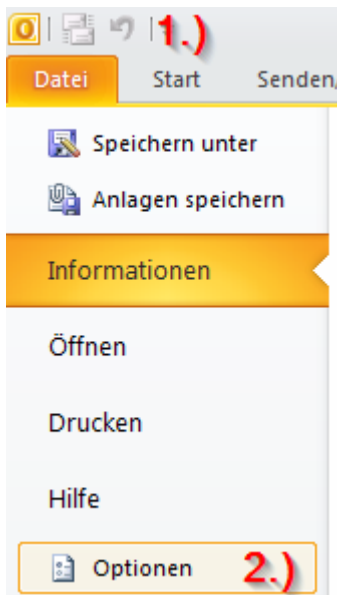 1.)
Datei Start Senden/
Speichern unter
Anlagen speichern
Informationen
Öffnen
Drucken
Hilfe
Optionen 2.)